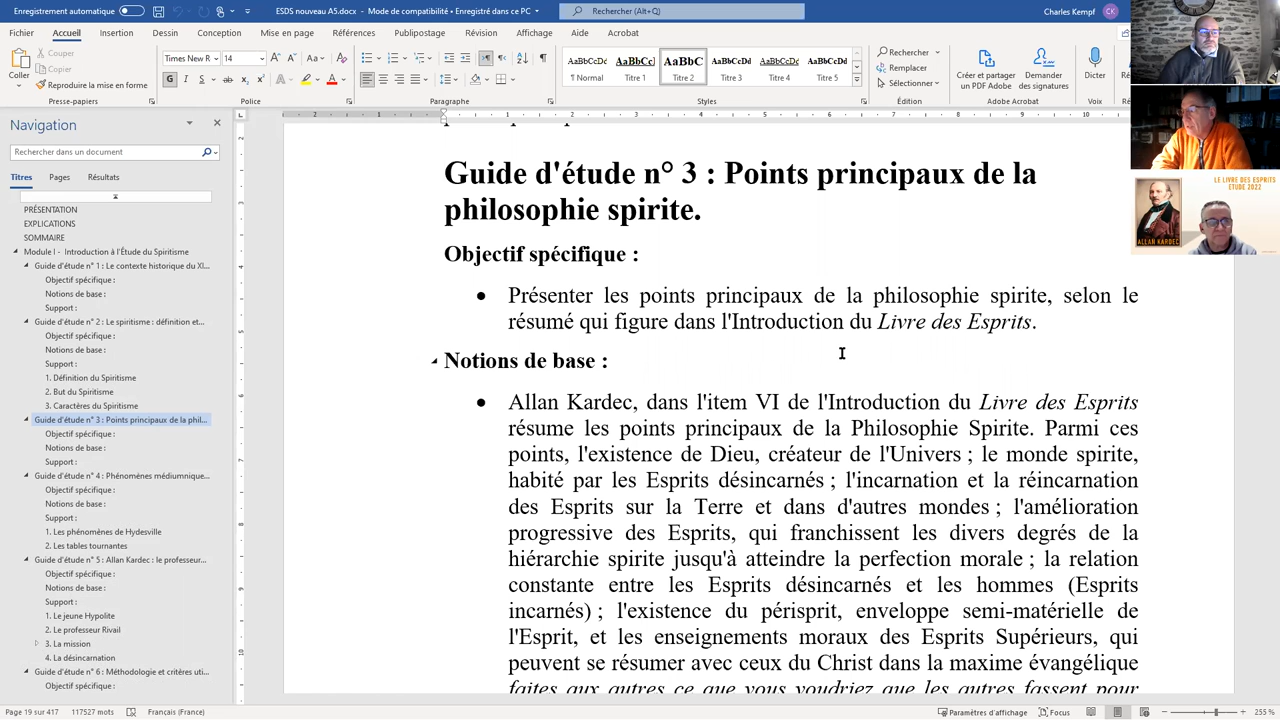 Enregistrement automatique
ESDS nouveau A5.docx - Mode de compatibilité • Enregistré dans ce PC
Rechercher (Alt+Q)
Charles Kempf
CK
Fichier Accueil Insertion Dessin Conception Mise en page Références Publipostage Révision Affichage Aide Acrobat
Coller
Couper
Copier
Reproduire la mise en forme
Presse-papiers
Times New R
14
G I S
Police
Paragraphe
AaBbCcDd AaBbCc AaBbC AaBbCcDd AaBbCcDd AaBbCcDd
¶ Normal Titre 1 Titre 2 Titre 3 Titre 4 Titre 5
Styles
Rechercher
Remplacer
Sélectionner
Édition
Créer et partager un PDF Adobe
Demander des signatures
Adobe Acrobat
Dicter
Voix
Navigation
Rechercher dans un document
Titres Pages Résultats
PRÉSENTATION
EXPLICATIONS
SOMMAIRE
Module I - Introduction à l'Étude du Spiritisme
Guide d'étude n° 1 : Le contexte historique du XI...
Objectif spécifique :
Notions de base :
Support :
Guide d'étude n° 2 : Le spiritisme : définition et...
Objectif spécifique :
Notions de base :
Support :
1. Définition du Spiritisme
2. But du Spiritisme
3. Caractères du Spiritisme
Guide d'étude n° 3 : Points principaux de la phil...
Objectif spécifique :
Notions de base :
Support :
Guide d'étude n° 4 : Phénomènes médiumnique...
Objectif spécifique :
Notions de base :
Support :
1. Les phénomènes de Hydesville
2. Les tables tournantes
Guide d'étude n° 5 : Allan Kardec : le professeur...
Objectif spécifique :
Notions de base :
Support :
1. Le jeune Hypolite
2. Le professeur Rivail
3. La mission
4. La désincarnation
Guide d'étude n° 6 : Méthodologie et critères uti...
Objectif spécifique :
Guide d'étude n° 3 : Points principaux de la
philosophie spirite.
Objectif spécifique :
• Présenter les points principaux de la philosophie spirite, selon le
résumé qui figure dans l'Introduction du Livre des Esprits.
Notions de base :
• Allan Kardec, dans l'item VI de l'Introduction du Livre des Esprits
résume les points principaux de la Philosophie Spirite. Parmi ces
points, l'existence de Dieu, créateur de l'Univers ; le monde spirite,
habité par les Esprits désincarnés ; l'incarnation et la réincarnation
des Esprits sur la Terre et dans d'autres mondes ; l'amélioration
progressive des Esprits, qui franchissent les divers degrés de la
hiérarchie spirite jusqu'à atteindre la perfection morale ; la relation
constante entre les Esprits désincarnés et les hommes (Esprits
incarnés) ; l'existence du périsprit, enveloppe semi-matérielle de
l'Esprit, et les enseignements moraux des Esprits Supérieurs, qui
peuvent se résumer avec ceux du Christ dans la maxime évangélique
faites aux autres ce que vous voudriez que les autres fassent pour
LE LIVRE DES ESPRITS
ETUDE 2022
ALLAN KARDEC
Page 19 sur 417 117527 mots Français (France)
Paramètres d'affichage Focus 255 %